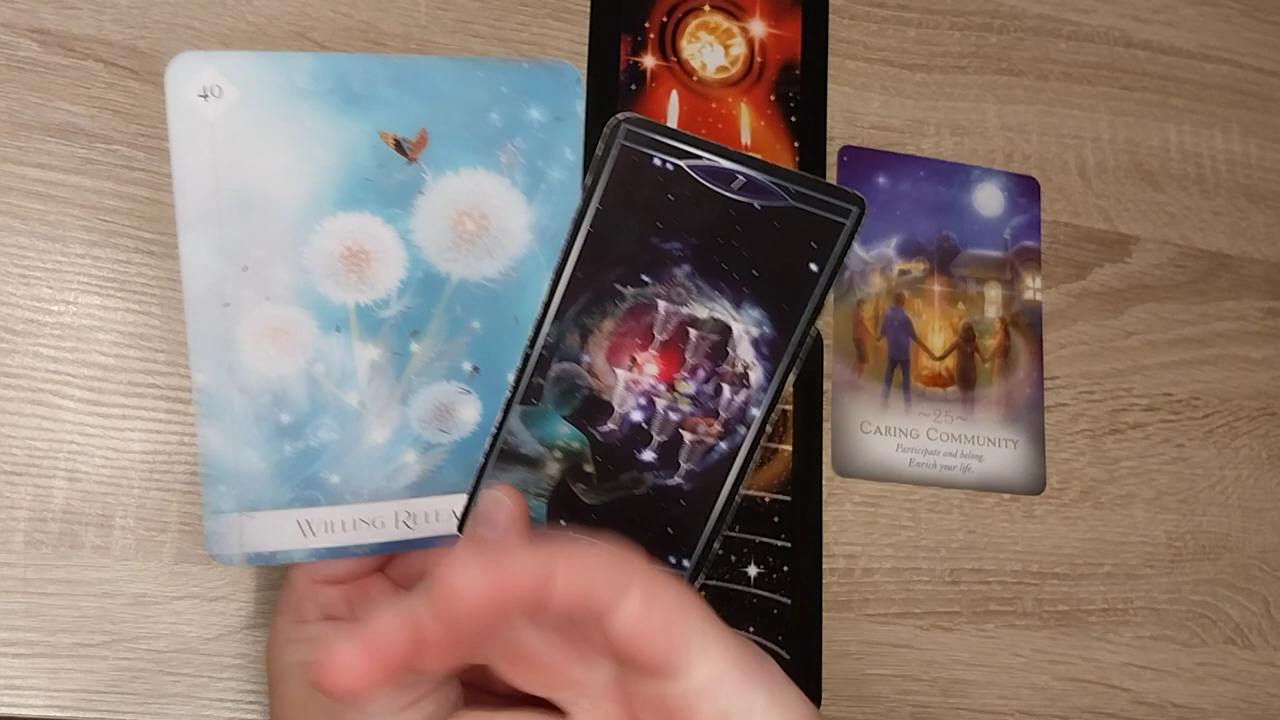 40
WILLING RELEA
~25~
CARING COMMUNITY
Participate and belong.
Enrich your life.